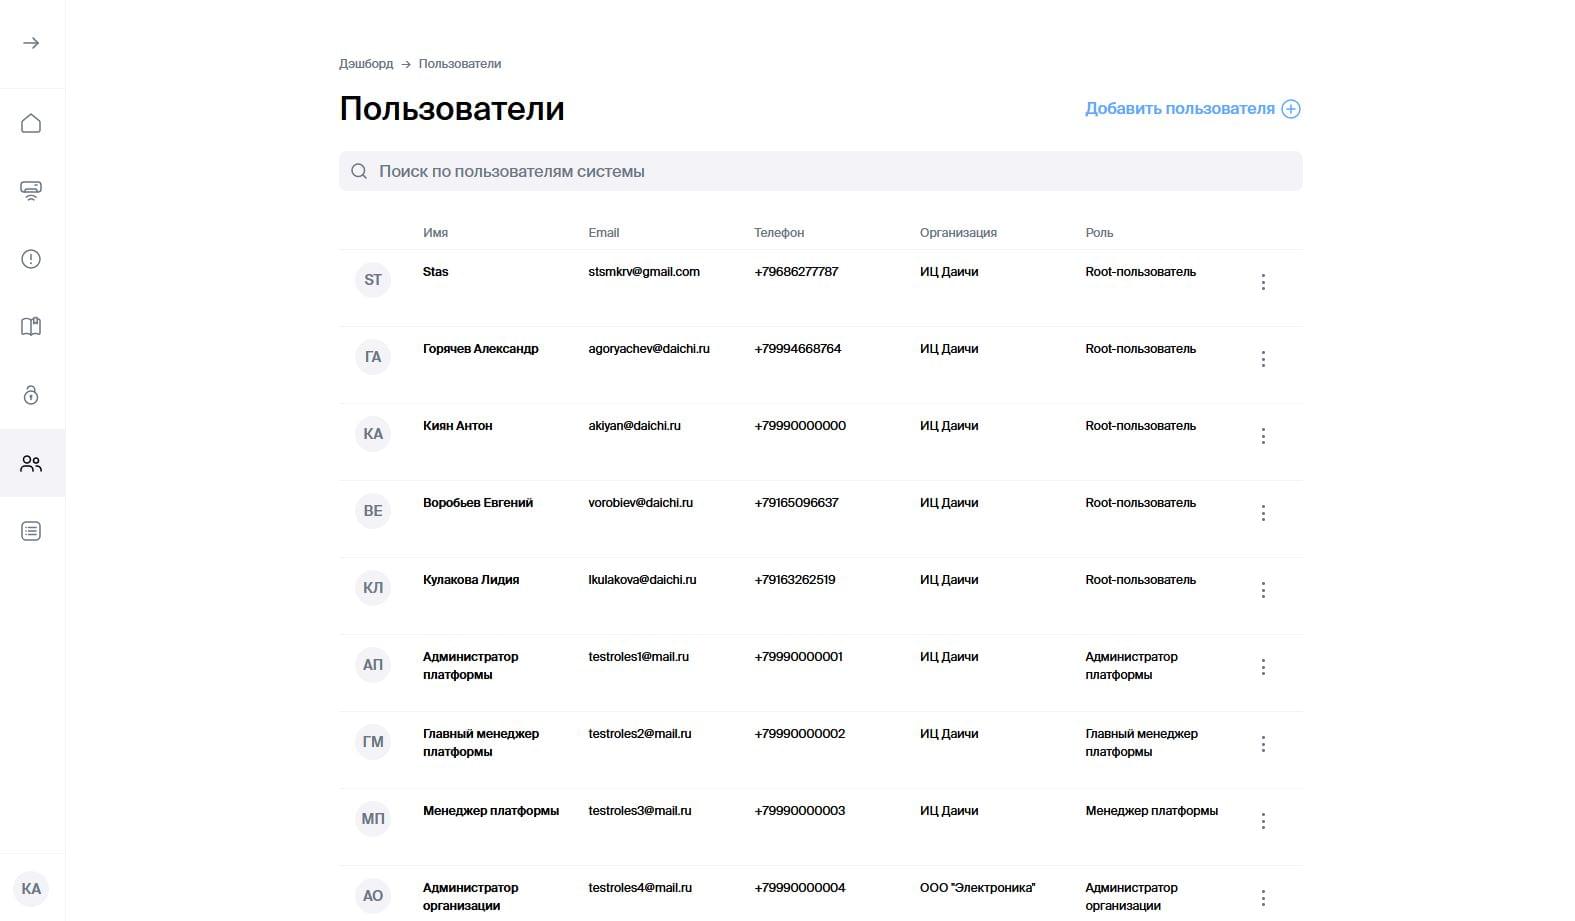 Дэшборд → Пользователи
Пользователи
Добавить пользователя
Поиск по пользователям системы
Имя Email Телефон Организация Роль
ST Stas stsmkrv@gmail.com +79686277787 ИЦ Даичи Root-пользователь
ГА Горячев Александр agoryachev@daichi.ru +79994668764 ИЦ Даичи Root-пользователь
КА Киян Антон akiyan@daichi.ru +79990000000 ИЦ Даичи Root-пользователь
ВЕ Воробьев Евгений vorobiev@daichi.ru +79165096637 ИЦ Даичи Root-пользователь
КЛ Кулакова Лидия lkulakova@daichi.ru +79163262519 ИЦ Даичи Root-пользователь
АП Администратор testroles1@mail.ru +79990000001 ИЦ Даичи Администратор
платформы платформы
ГМ Главный менеджер testroles2@mail.ru +79990000002 ИЦ Даичи Главный менеджер
платформы платформы
МП Менеджер платформы testroles3@mail.ru +79990000003 ИЦ Даичи Менеджер платформы
АО Администратор testroles4@mail.ru +79990000004 ООО "Электроника" Администратор
организации организации
КА